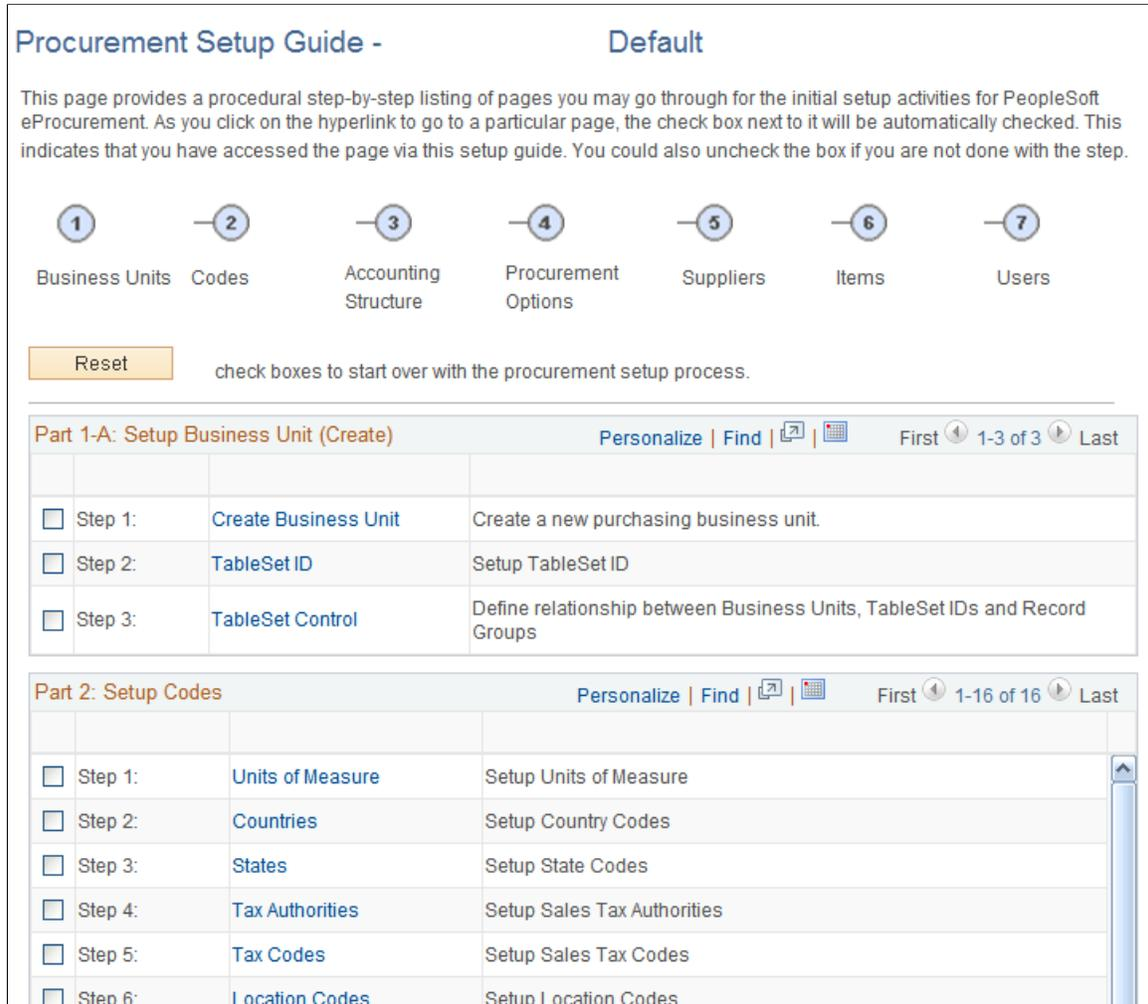 Procurement Setup Guide - Default
This page provides a procedural step-by-step listing of pages you may go through for the initial setup activities for PeopleSoft
eProcurement. As you click on the hyperlink to go to a particular page, the check box next to it will be automatically checked. This
indicates that you have accessed the page via this setup guide. You could also uncheck the box if you are not done with the step.
1 2 3 4 5 6 7
Business Units Codes Accounting Structure Procurement Options Suppliers Items Users
Reset check boxes to start over with the procurement setup process.
Part 1-A: Setup Business Unit (Create) Personalize | Find | | First 1-3 of 3 Last
Step 1: Create Business Unit Create a new purchasing business unit.
Step 2: TableSet ID Setup TableSet ID
Step 3: TableSet Control Define relationship between Business Units, TableSet IDs and Record
Groups
Part 2: Setup Codes Personalize | Find | | First 1-16 of 16 Last
Step 1: Units of Measure Setup Units of Measure
Step 2: Countries Setup Country Codes
Step 3: States Setup State Codes
Step 4: Tax Authorities Setup Sales Tax Authorities
Step 5: Tax Codes Setup Sales Tax Codes
Step 6: Location Codes Setup Location Codes